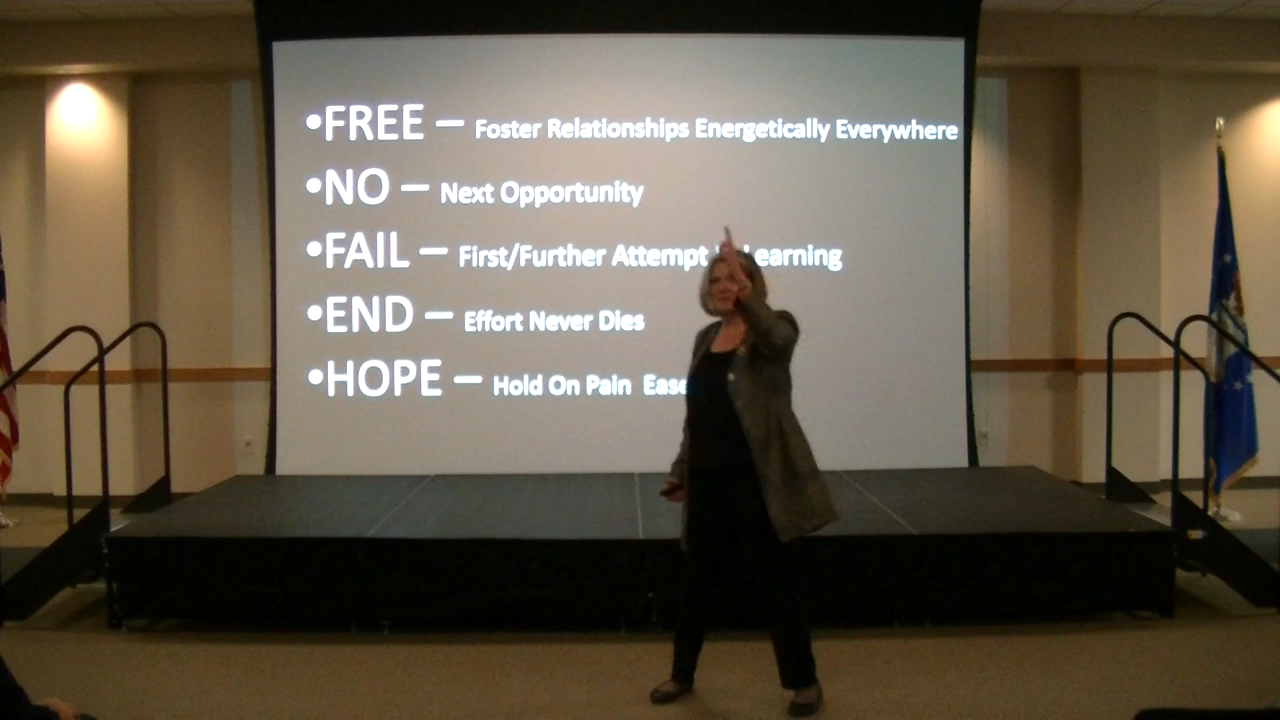 •FREE – Foster Relationships Energetically Everywhere
•NO – Next Opportunity
•FAIL – First/Further Attempt Learning
•END – Effort Never Dies
•HOPE – Hold On Pain